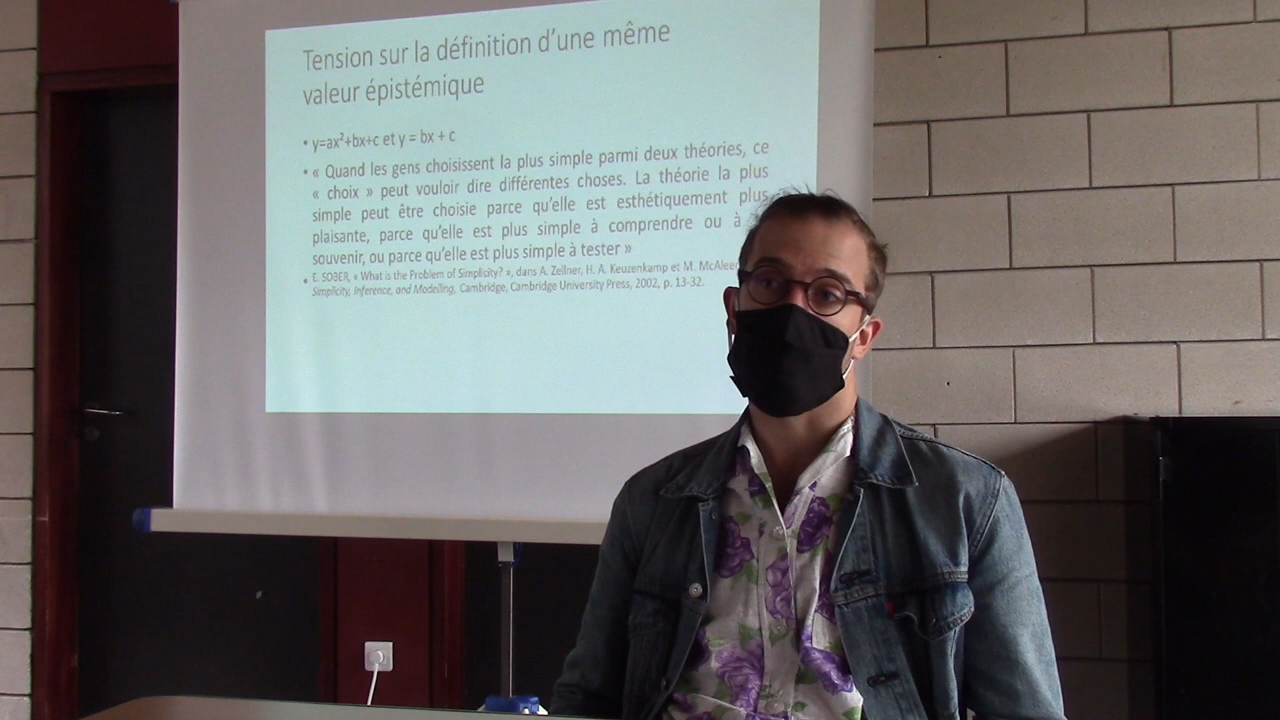 Tension sur la définition d'une même
valeur épistémique
• y=ax²+bx+c et y = bx + c
• « Quand les gens choisissent la plus simple parmi deux théories, ce
« choix » peut vouloir dire différentes choses. La théorie la plus
simple peut être choisie parce qu'elle est esthétiquement plus
plaisante, parce qu'elle est plus simple à comprendre ou à
souvenir, ou parce qu'elle est plus simple à tester »
• E. SOBER, « What is the Problem of Simplicity? », dans A. Zellner, H. A. Keuzenkamp et M. McAleer
Simplicity, Inference, and Modelling, Cambridge, Cambridge University Press, 2002, p. 13-32.